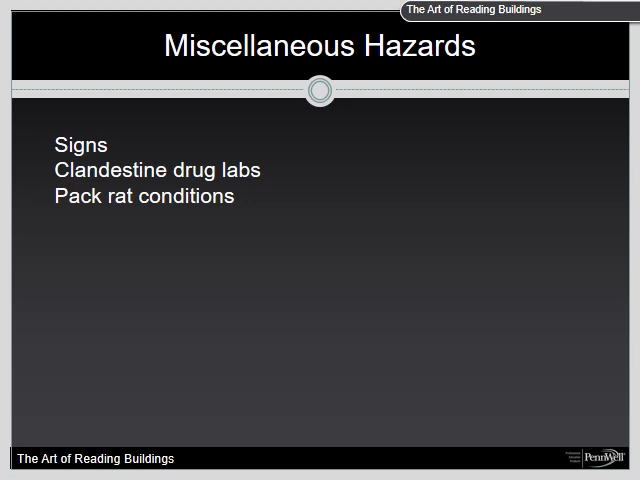 The Art of Reading Buildings
Miscellaneous Hazards
Signs
Clandestine drug labs
Pack rat conditions
The Art of Reading Buildings
PennWell